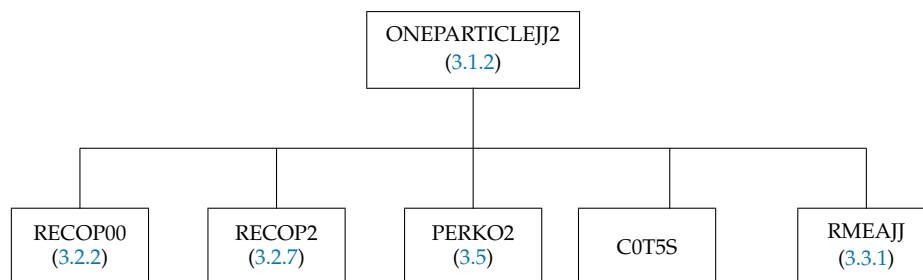 ONEPARTICLEJJ2
(3.1.2)
RECOP00
(3.2.2)
RECOP2
(3.2.7)
PERKO2
(3.5)
C0T5S
RMEAJJ
(3.3.1)